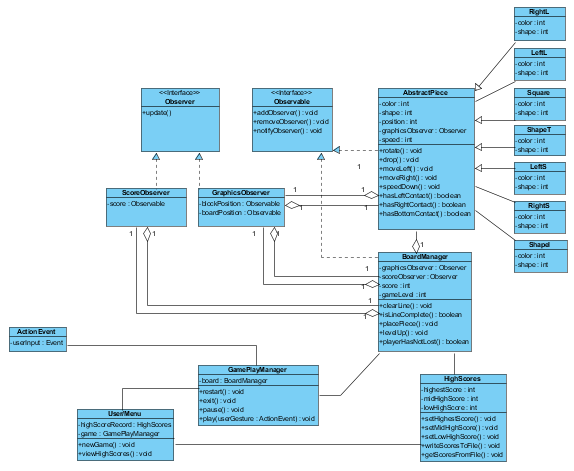 RightL
- color : int
- shape : int
LeftL
- color : int
- shape : int
Square
- color : int
- shape : int
ShapeT
- color : int
- shape : int
LeftS
- color : int
- shape : int
RightS
- color : int
- shape : int
ShapeI
- color : int
- shape : int
<<Interface>>
Observer
+update()
<<Interface>>
Observable
+addObserver() : void
+removeObserver() : void
+notifyObserver() : void
AbstractPiece
- color : int
- shape : int
- position : int
- graphicsObserver : Observer
- speed : int
+rotate() : void
+drop() : void
+moveLeft() : void
+moveRight() : void
+speedDown() : void
+hasLeftContact() : boolean
+hasRightContact() : boolean
+hasBottomContact() : boolean
ScoreObserver
- score : Observable
GraphicsObserver
- blockPosition : Observable
- boardPosition : Observable
1
1
1
1
1
1
1
1
1
1
1
1
1
1
BoardManager
- graphicsObserver : Observer
- scoreObserver : Observer
- score : int
- gameLevel : int
+clearLine() : void
+isLineComplete() : boolean
+placePiece() : void
+levelUp() : void
+playerHasNotLost() : boolean
ActionEvent
- userInput : Event
GamePlayManager
- board : BoardManager
+restart() : void
+exit() : void
+pause() : void
+play(userGesture : ActionEvent) : void
UserMenu
- highScoreRecord : HighScores
- game : GamePlayManager
+newGame() : void
+viewHighScores() : void
HighScores
- highestScore : int
- midHighScore : int
- lowHighScore : int
+setHighestScore() : void
+setMidHighScore() : void
+setLowHighScore() : void
+writeScoresToFile() : void
+getScoresFromFile() : void